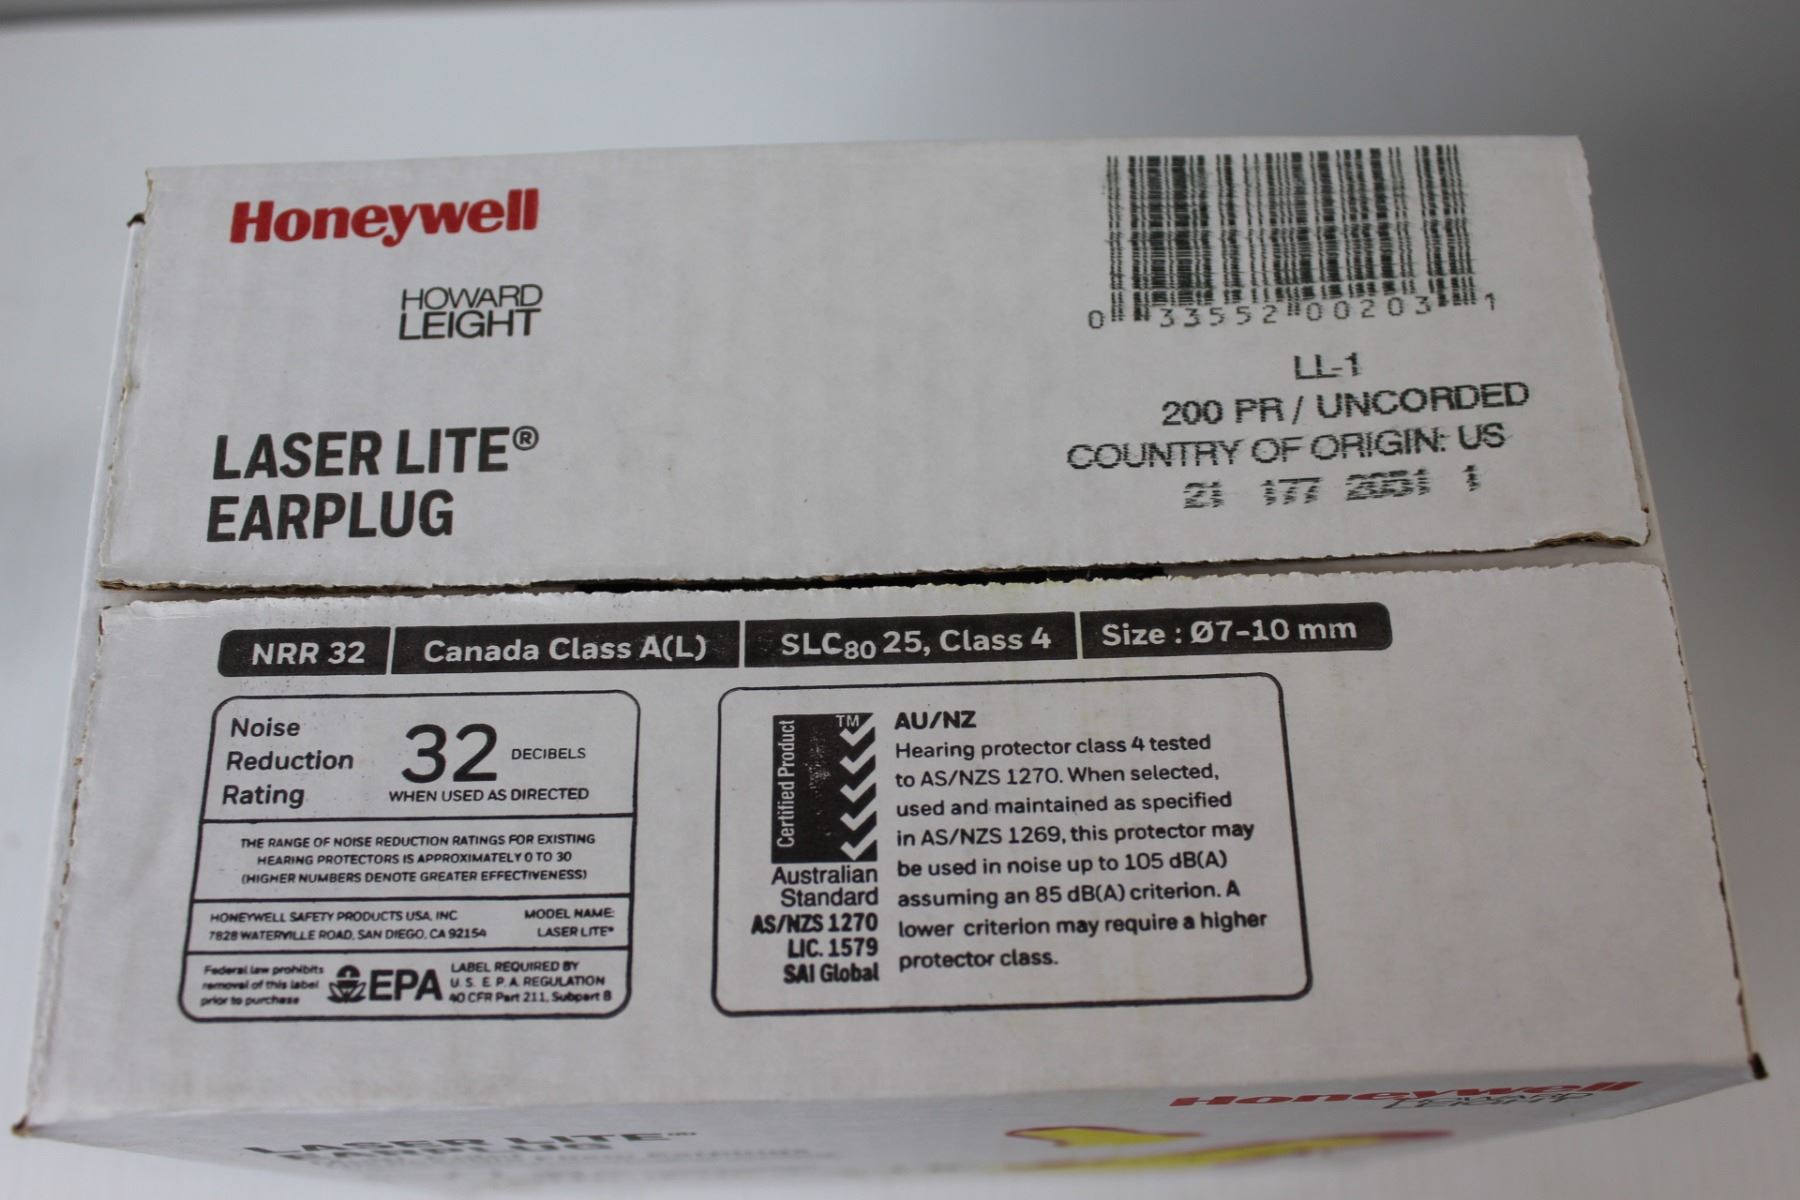 Honeywell
HOWARD
LEIGHT
LASER LITE®
EARPLUG
0 33552 00203 1
LL-1
200 PR / UNCORDED
COUNTRY OF ORIGIN: US
21 177 2051 1
NRR 32 Canada Class A(L) SLC80 25, Class 4 Size : Ø7-10 mm
Noise
Reduction
Rating
32 DECIBELS
WHEN USED AS DIRECTED
THE RANGE OF NOISE REDUCTION RATINGS FOR EXISTING
HEARING PROTECTORS IS APPROXIMATELY 0 TO 30
(HIGHER NUMBERS DENOTE GREATER EFFECTIVENESS)
HONEYWELL SAFETY PRODUCTS USA, INC
7828 WATERVILLE ROAD, SAN DIEGO, CA 92154
MODEL NAME:
LASER LITE®
Federal law prohibits
removal of this label
prior to purchase
EPA
LABEL REQUIRED BY
U.S. E.P.A. REGULATION
40 CFR Part 211, Subpart B
Certified Product
TM
Australian
Standard
AS/NZS 1270
LIC. 1579
SAI Global
AU/NZ
Hearing protector class 4 tested
to AS/NZS 1270. When selected,
used and maintained as specified
in AS/NZS 1269, this protector may
be used in noise up to 105 dB(A)
assuming an 85 dB(A) criterion. A
lower criterion may require a higher
protector class.
Honeywell
HOWARD
LEIGHT
LASER LITE®
EARPLUG